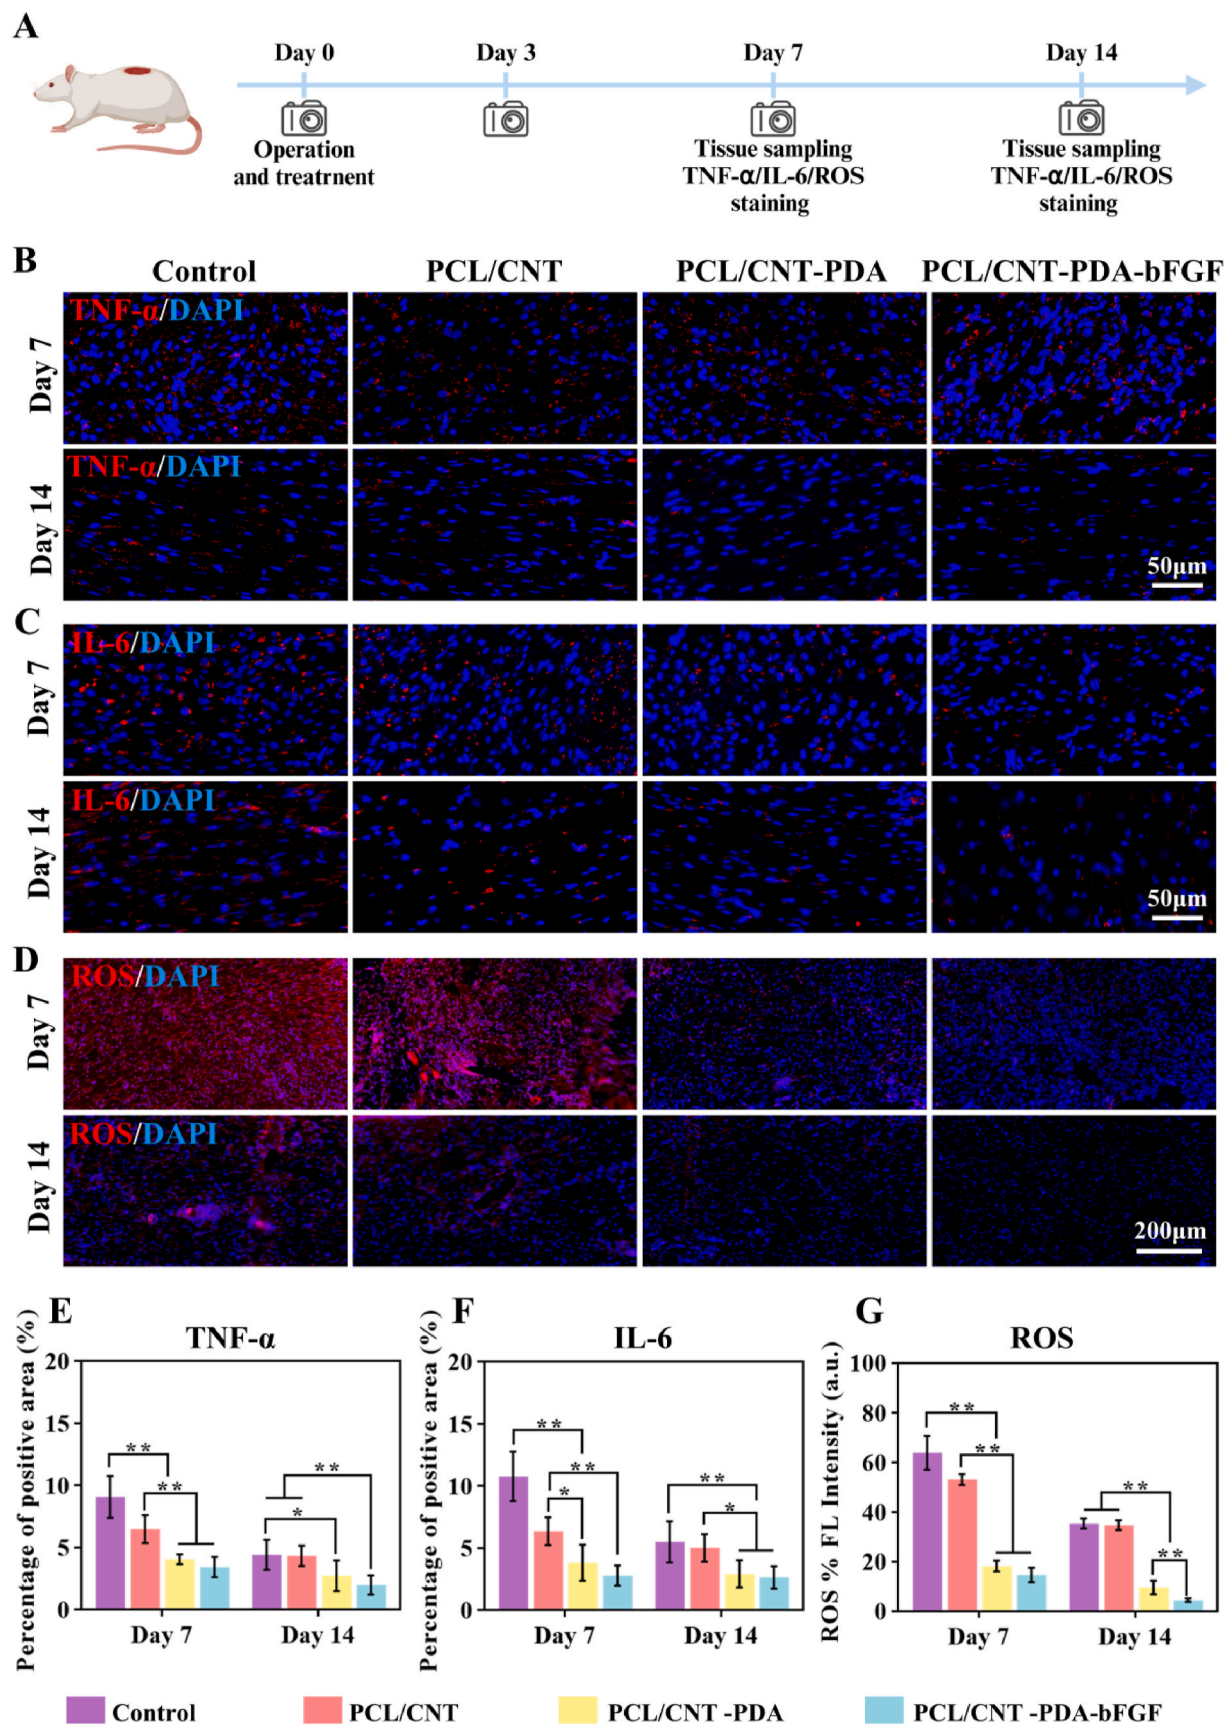 A
Day 0
Day 3
Day 7
Day 14
Operation
and treatrnent
Tissue sampling
TNF-α/IL-6/ROS
staining
Tissue sampling
TNF-α/IL-6/ROS
staining
B
Control
PCL/CNT
PCL/CNT-PDA
PCL/CNT-PDA-bFGF
Day 7
TNF-α/DAPI
Day 14
TNF-α/DAPI
50μm
C
Day 7
IL-6/DAPI
Day 14
IL-6/DAPI
50μm
D
Day 7
ROS/DAPI
Day 14
ROS/DAPI
200μm
E
TNF-α
Percentage of positive area (%)
20
15
10
5
0
**
**
**
*
Day 7
Day 14
F
IL-6
Percentage of positive area (%)
20
15
10
5
0
**
**
*
**
*
Day 7
Day 14
G
ROS
ROS % FL Intensity (a.u.)
100
80
60
40
20
0
**
**
**
**
Day 7
Day 14
Control
PCL/CNT
PCL/CNT -PDA
PCL/CNT -PDA-bFGF